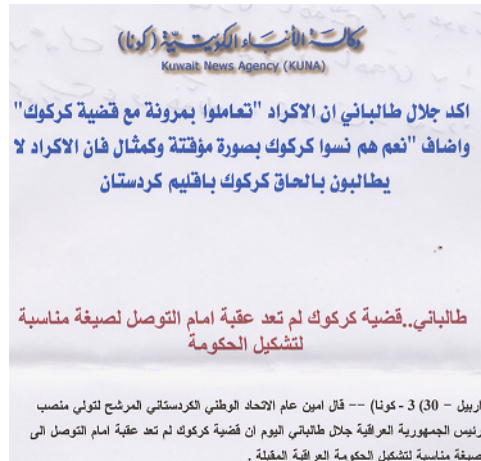 وكالة الأنباء الكويتية (كونا)
Kuwait News Agency (KUNA)
اكد جلال طالباني ان الاكراد "تعاملوا بمرونة مع قضية كركوك"
واضاف "نعم هم نسوا كركوك بصورة مؤقتة وكمثال فان الاكراد لا
يطالبون بالحاق كركوك باقليم كردستان
طالباني..قضية كركوك لم تعد عقبة امام التوصل لصيغة مناسبة
لتشكيل الحكومة
اربيل - 30) 3 - كونا) -- قال امين عام الاتحاد الوطني الكردستاني المرشح لتولي منصب
رئيس الجمهورية العراقية جلال طالباني اليوم ان قضية كركوك لم تعد عقبة امام التوصل الى
صيغة مناسبة لتشكيل الحكومة العراقية المقبلة .